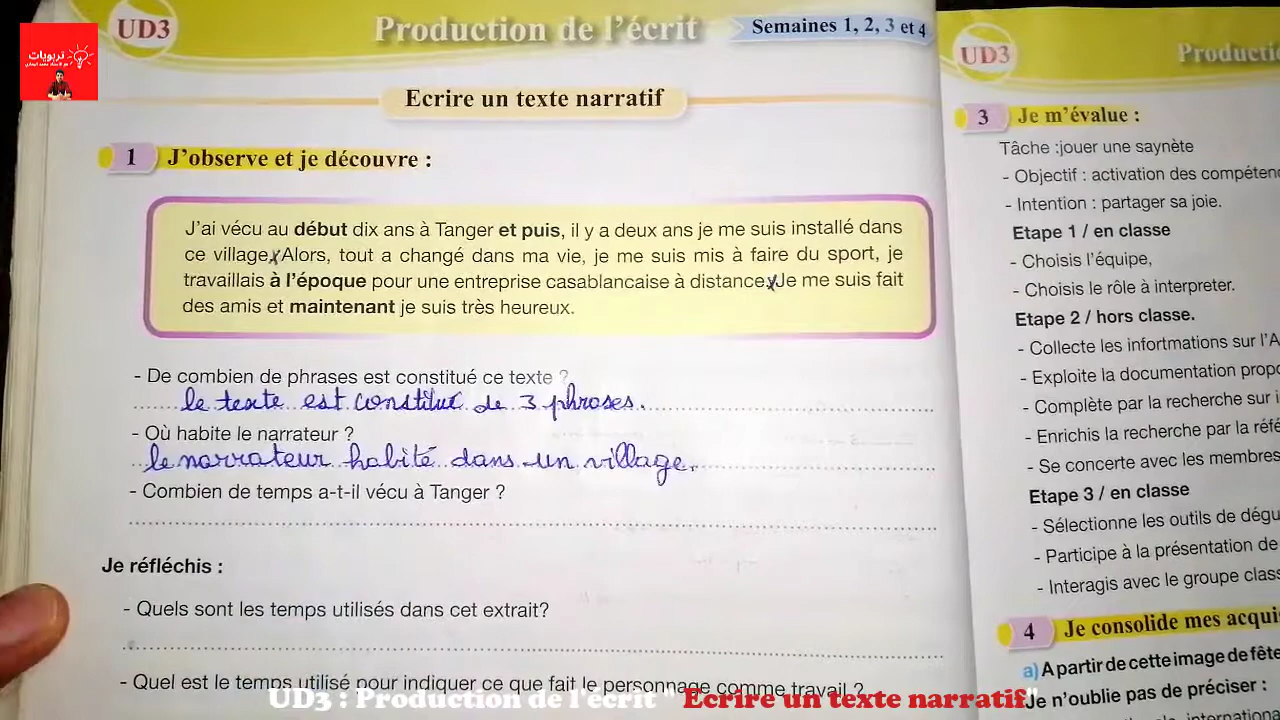 UD3
Production de l'écrit
Semaines 1, 2, 3 et 4
تربويات
Ecrire un texte narratif
1 J'observe et je découvre :
J'ai vécu au début dix ans à Tanger et puis, il y a deux ans je me suis installé dans
ce village. Alors, tout a changé dans ma vie, je me suis mis à faire du sport, je
travaillais à l'époque pour une entreprise casablancaise à distance. Je me suis fait
des amis et maintenant je suis très heureux.
- De combien de phrases est constitué ce texte ?
le texte est constitué de 3 phrases.
- Où habite le narrateur ?
le narrateur habité dans un village.
- Combien de temps a-t-il vécu à Tanger ?
Je réfléchis :
- Quels sont les temps utilisés dans cet extrait?
- Quel est le temps utilisé pour indiquer ce que fait le personnage comme travail ?
UD3
Producti
3 Je m'évalue :
Tâche :jouer une saynète
- Objectif : activation des compéten
- Intention : partager sa joie.
Etape 1 / en classe
- Choisis l'équipe,
- Choisis le rôle à interpreter.
Etape 2 / hors classe.
- Collecte les infortmations sur l'A
- Exploite la documentation propo
- Complète par la recherche sur i
- Enrichis la recherche par la réfé
- Se concerte avec les membres
Etape 3 / en classe
- Sélectionne les outils de dégu
- Participe à la présentation de
- Interagis avec le groupe class
4 Je consolide mes acqui
a) A partir de cette image de fête
Je n'oublie pas de préciser :
internationa
UD3 : Production de l'écrit " Ecrire un texte narratif"